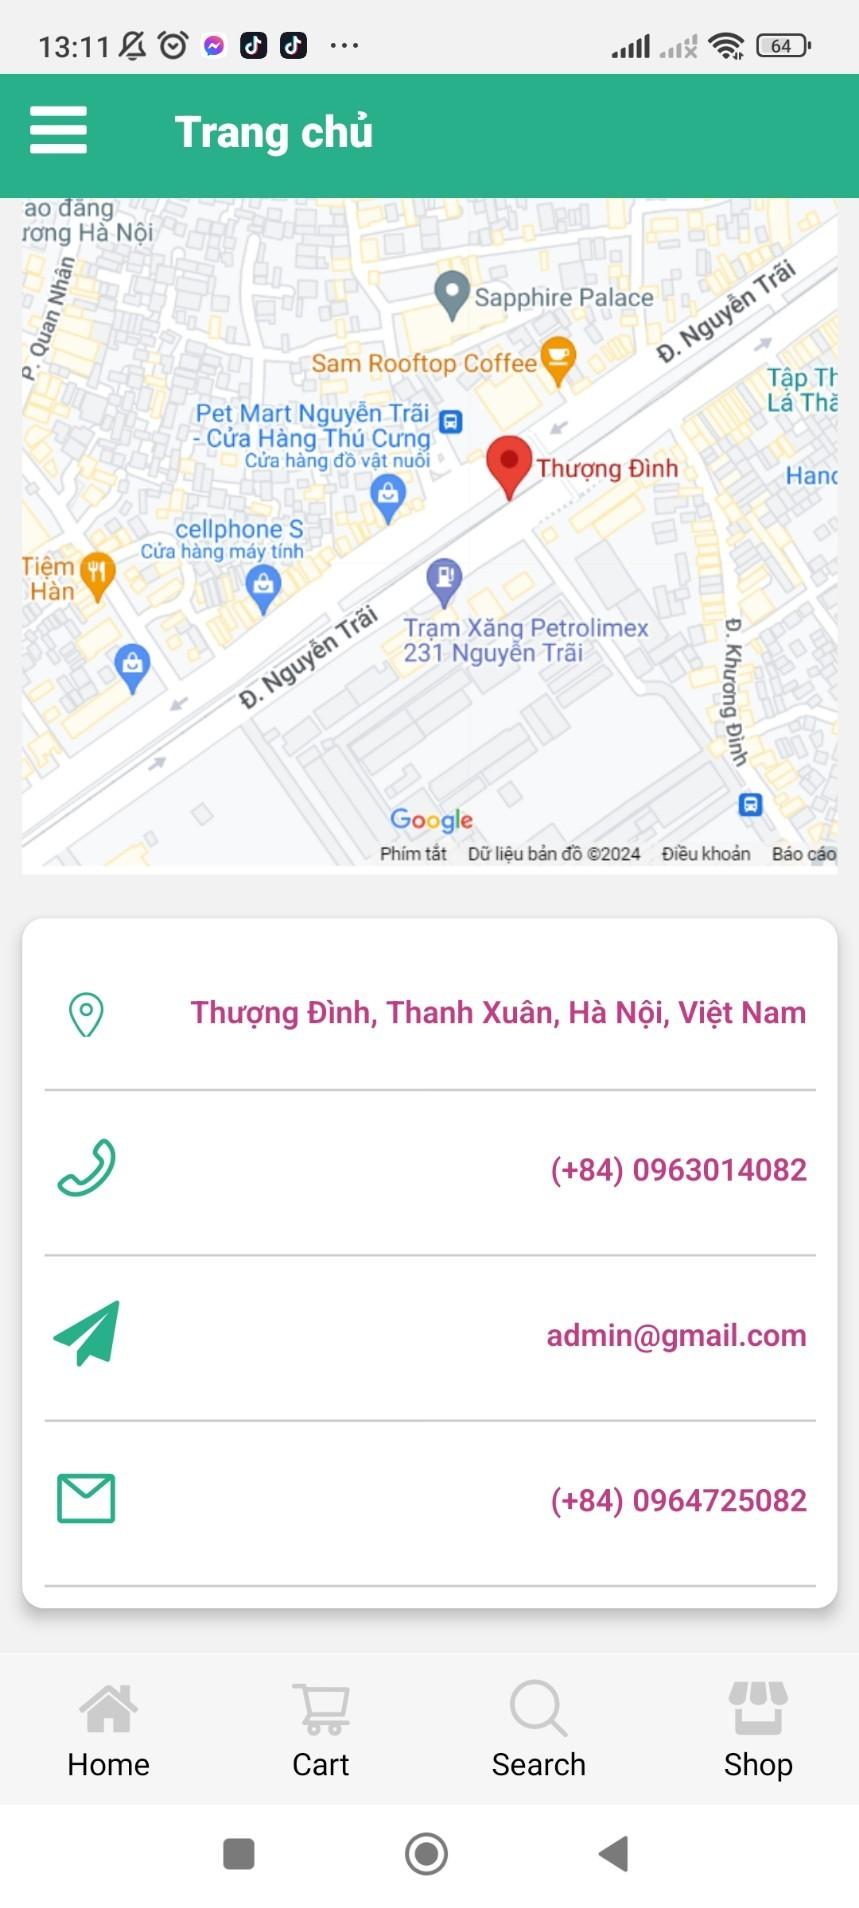 13:11
64
Trang chủ
ao đẳng
rơng Hà Nội
P. Quan Nhân
Sapphire Palace
Đ. Nguyễn Trãi
Sam Rooftop Coffee
Tập Th
Lá Thă
Pet Mart Nguyễn Trãi
- Cửa Hàng Thú Cưng
Cửa hàng đồ vật nuôi
Thượng Đình
Hanc
cellphone S
Cửa hàng máy tính
Tiệm
Hàn
Trạm Xăng Petrolimex
231 Nguyễn Trãi
Đ. Nguyễn Trãi
Đ. Khương Đình
Google
Phím tắt Dữ liệu bản đồ ©2024 Điều khoản Báo cáo
Thượng Đình, Thanh Xuân, Hà Nội, Việt Nam
(+84) 0963014082
admin@gmail.com
(+84) 0964725082
Home Cart Search Shop